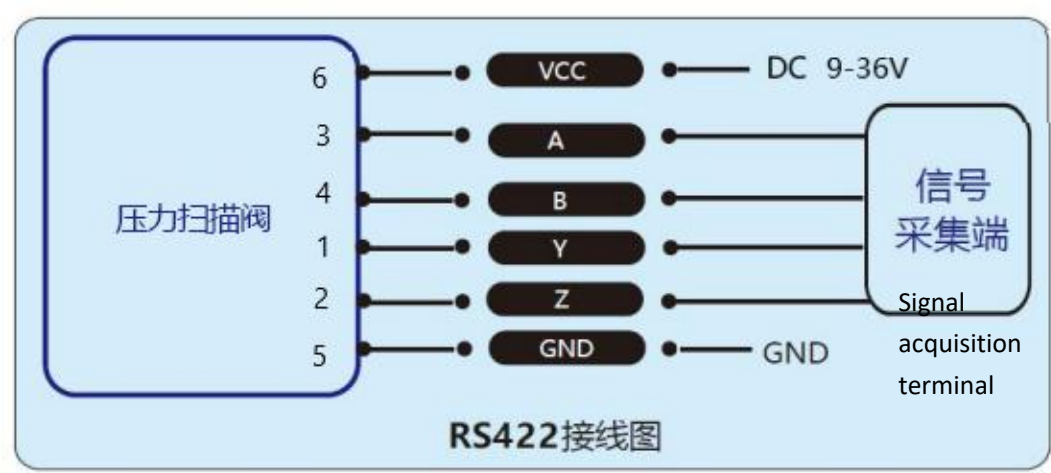 6 VCC DC 9-36V
3 A
4 B
压力扫描阀
1 Y
2 Z
5 GND GND
信号
采集端
Signal
acquisition
terminal
RS422接线图